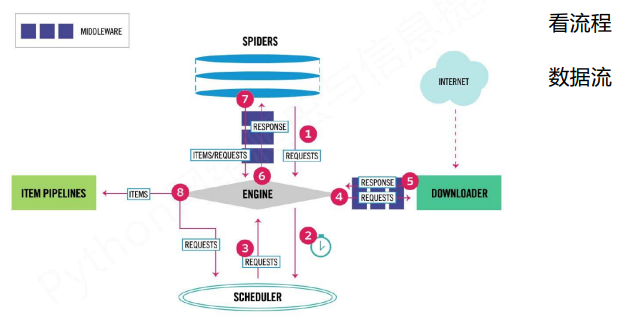 MIDDLEWARE
看流程
数据流
SPIDERS
INTERNET
7
RESPONSE
1
ITEMS/REQUESTS
REQUESTS
6
RESPONSE
5
ITEM PIPELINES
ITEMS
8
ENGINE
4
REQUESTS
DOWNLOADER
2
REQUESTS
3
REQUESTS
SCHEDULER